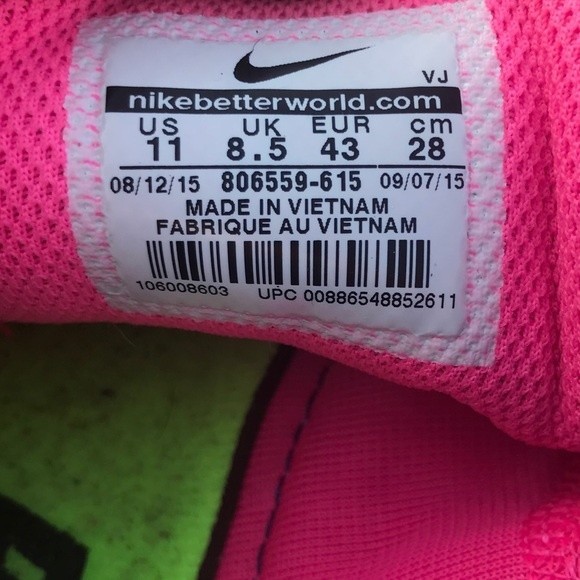 VJ
nikebetterworld.com
US UK EUR cm
11 8.5 43 28
08/12/15 806559-615 09/07/15
MADE IN VIETNAM
FABRIQUE AU VIETNAM
106008603 UPC 00886548852611